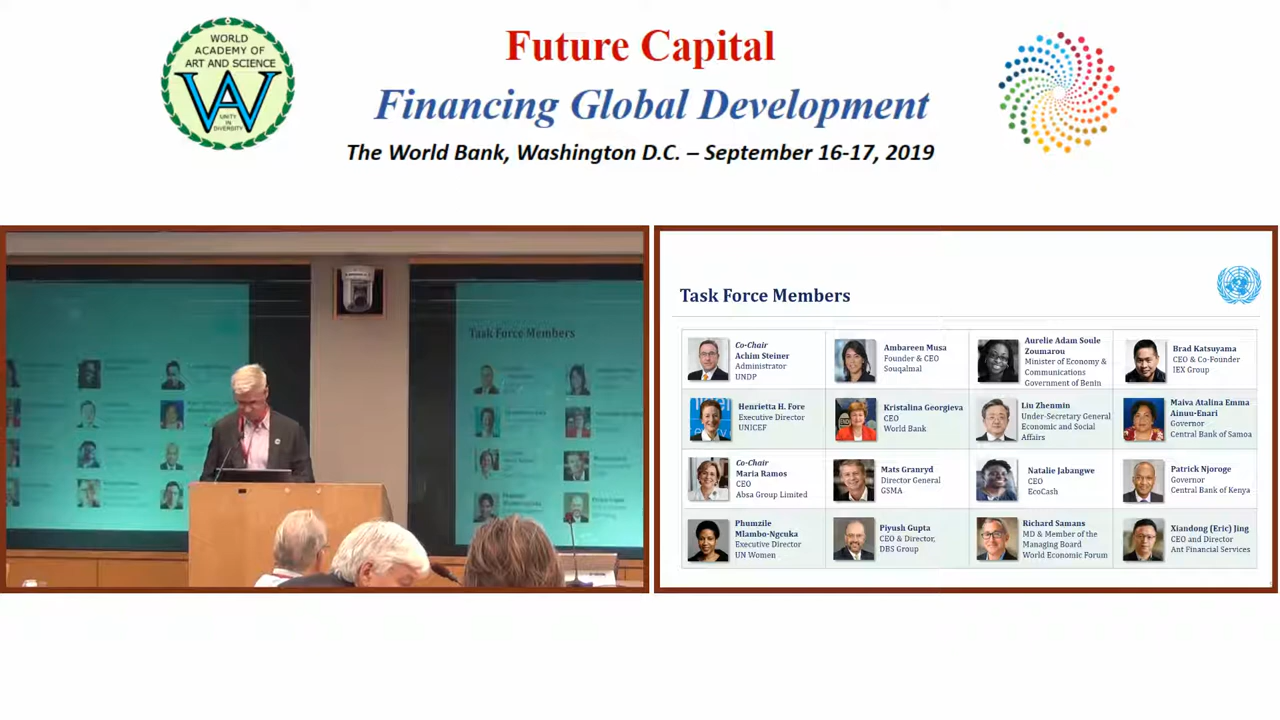 WORLD
ACADEMY OF
ART AND SCIENCE
UNITY
IN
DIVERSITY
Future Capital
Financing Global Development
The World Bank, Washington D.C. – September 16-17, 2019
Task Force Members
Task Force Members
Co-Chair
Achim Steiner
Administrator
UNDP
Ambareen Musa
Founder & CEO
Souqalmal
Aurelie Adam Soule
Zoumarou
Minister of Economy &
Communications
Government of Benin
Brad Katsuyama
CEO & Co-Founder
IEX Group
Henrietta H. Fore
Executive Director
UNICEF
Kristalina Georgieva
CEO
World Bank
Liu Zhenmin
Under-Secretary General
Economic and Social
Affairs
Maiva Atalina Emma
Ainuu-Enari
Governor
Central Bank of Samoa
Co-Chair
Maria Ramos
CEO
Absa Group Limited
Mats Granryd
Director General
GSMA
Natalie Jabangwe
CEO
EcoCash
Patrick Njoroge
Governor
Central Bank of Kenya
Phumzile
Mlambo-Ngcuka
Executive Director
UN Women
Piyush Gupta
CEO & Director,
DBS Group
Richard Samans
MD & Member of the
Managing Board
World Economic Forum
Xiandong (Eric) Jing
CEO and Director
Ant Financial Services